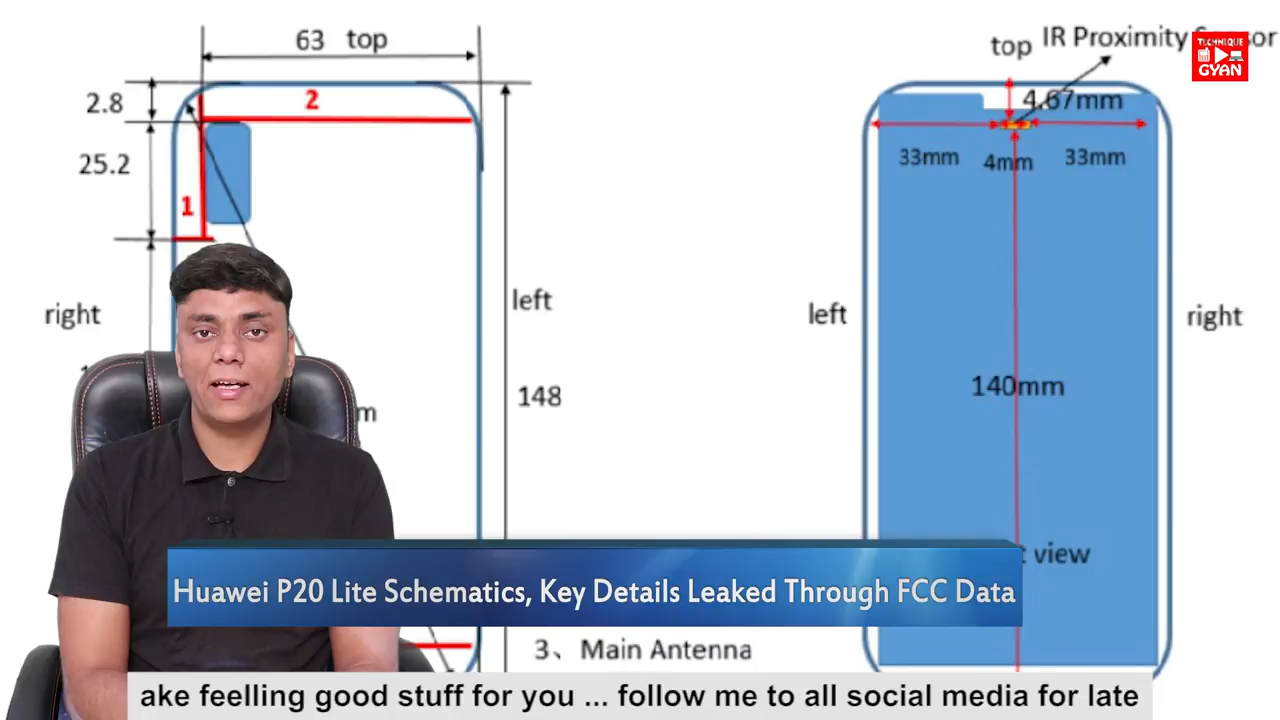 63 top
top
IR Proximity
TECHNIQUE
GYAN
2.8
2
4.67mm
25.2
33mm
4mm
33mm
1
right
left
left
right
148
140mm
view
Huawei P20 Lite Schematics, Key Details Leaked Through FCC Data
3、Main Antenna
ake feelling good stuff for you ... follow me to all social media for late